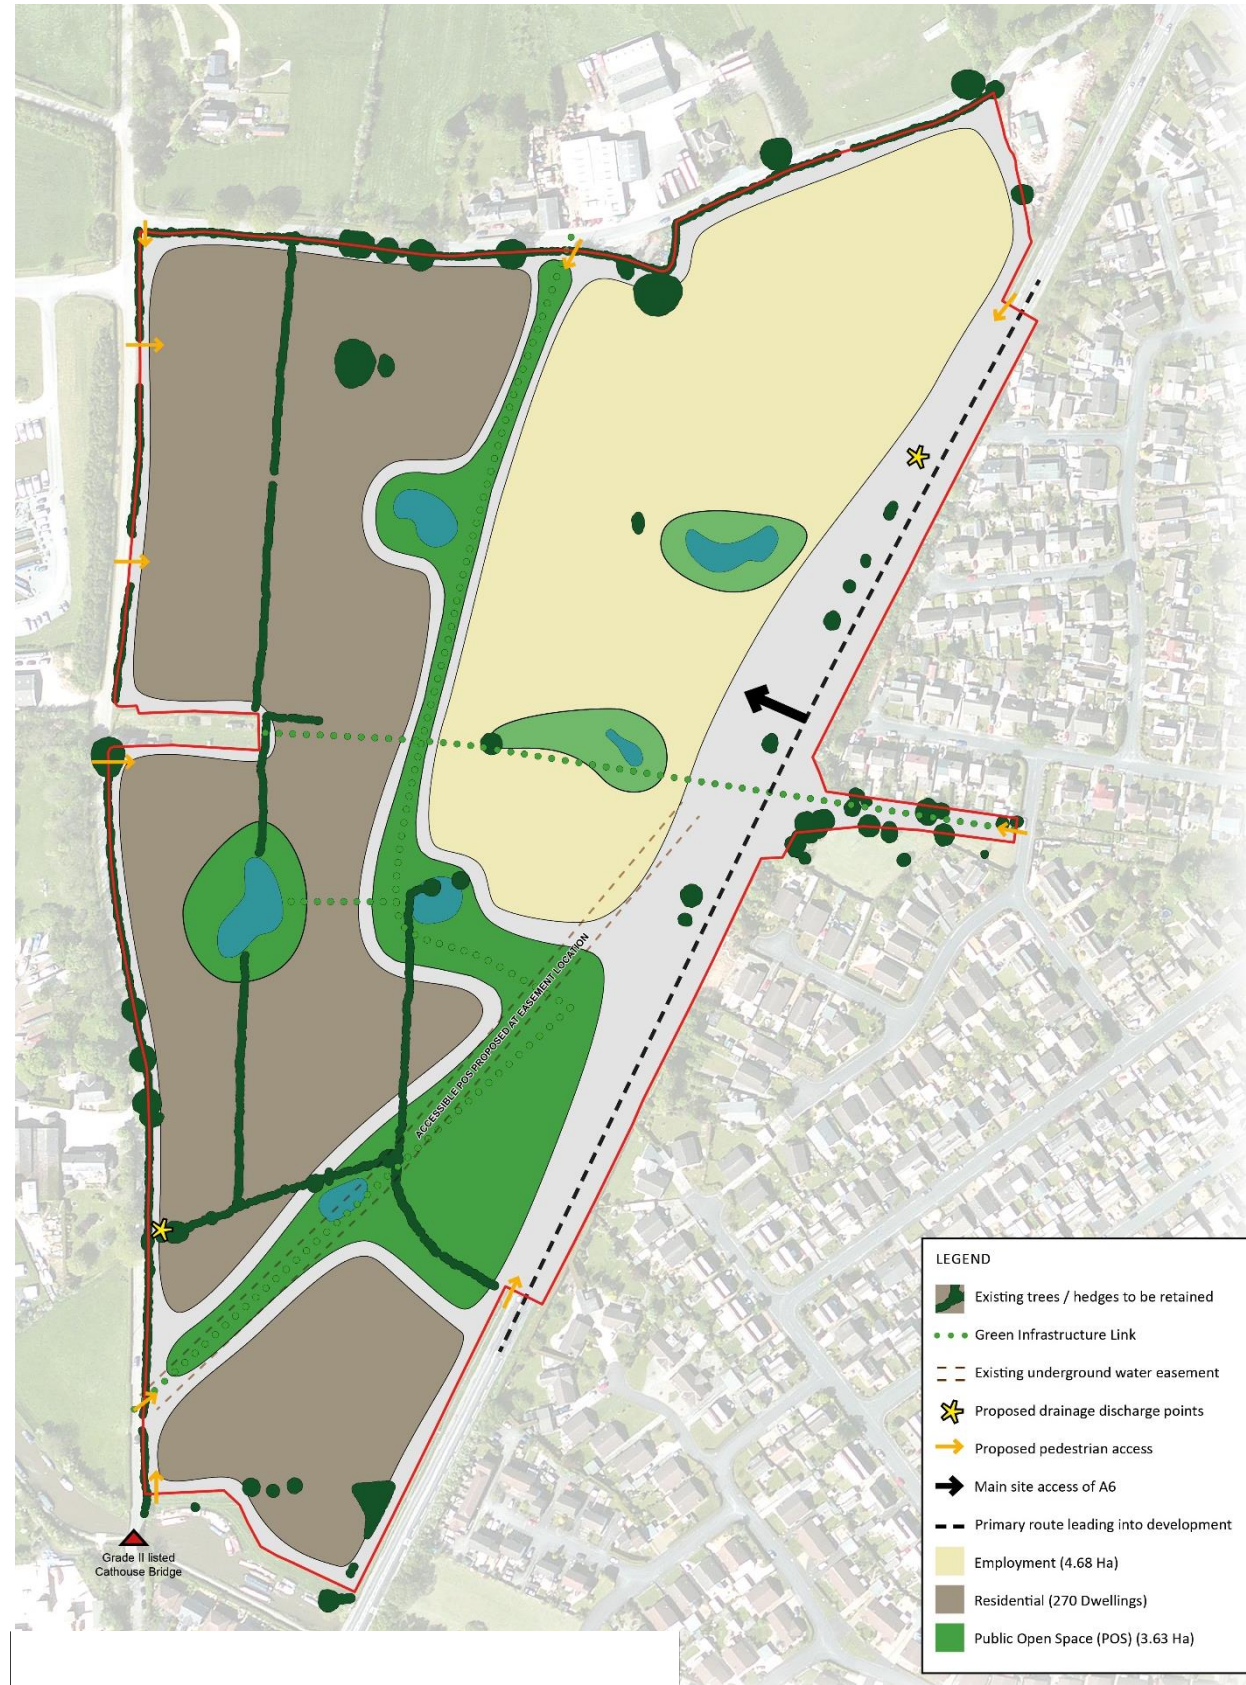 ACCESSIBLE POS PROPOSED AT EASEMENT LOCATION
LEGEND
Existing trees / hedges to be retained
Green Infrastructure Link
Existing underground water easement
Proposed drainage discharge points
Proposed pedestrian access
Main site access of A6
Primary route leading into development
Employment (4.68 Ha)
Residential (270 Dwellings)
Public Open Space (POS) (3.63 Ha)
Grade II listed
Cathouse Bridge